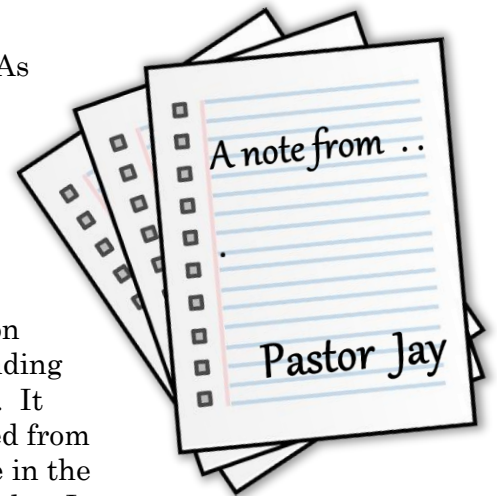 As
on
ding
. It
ed from
e in the
A note from . .
.
Pastor Jay